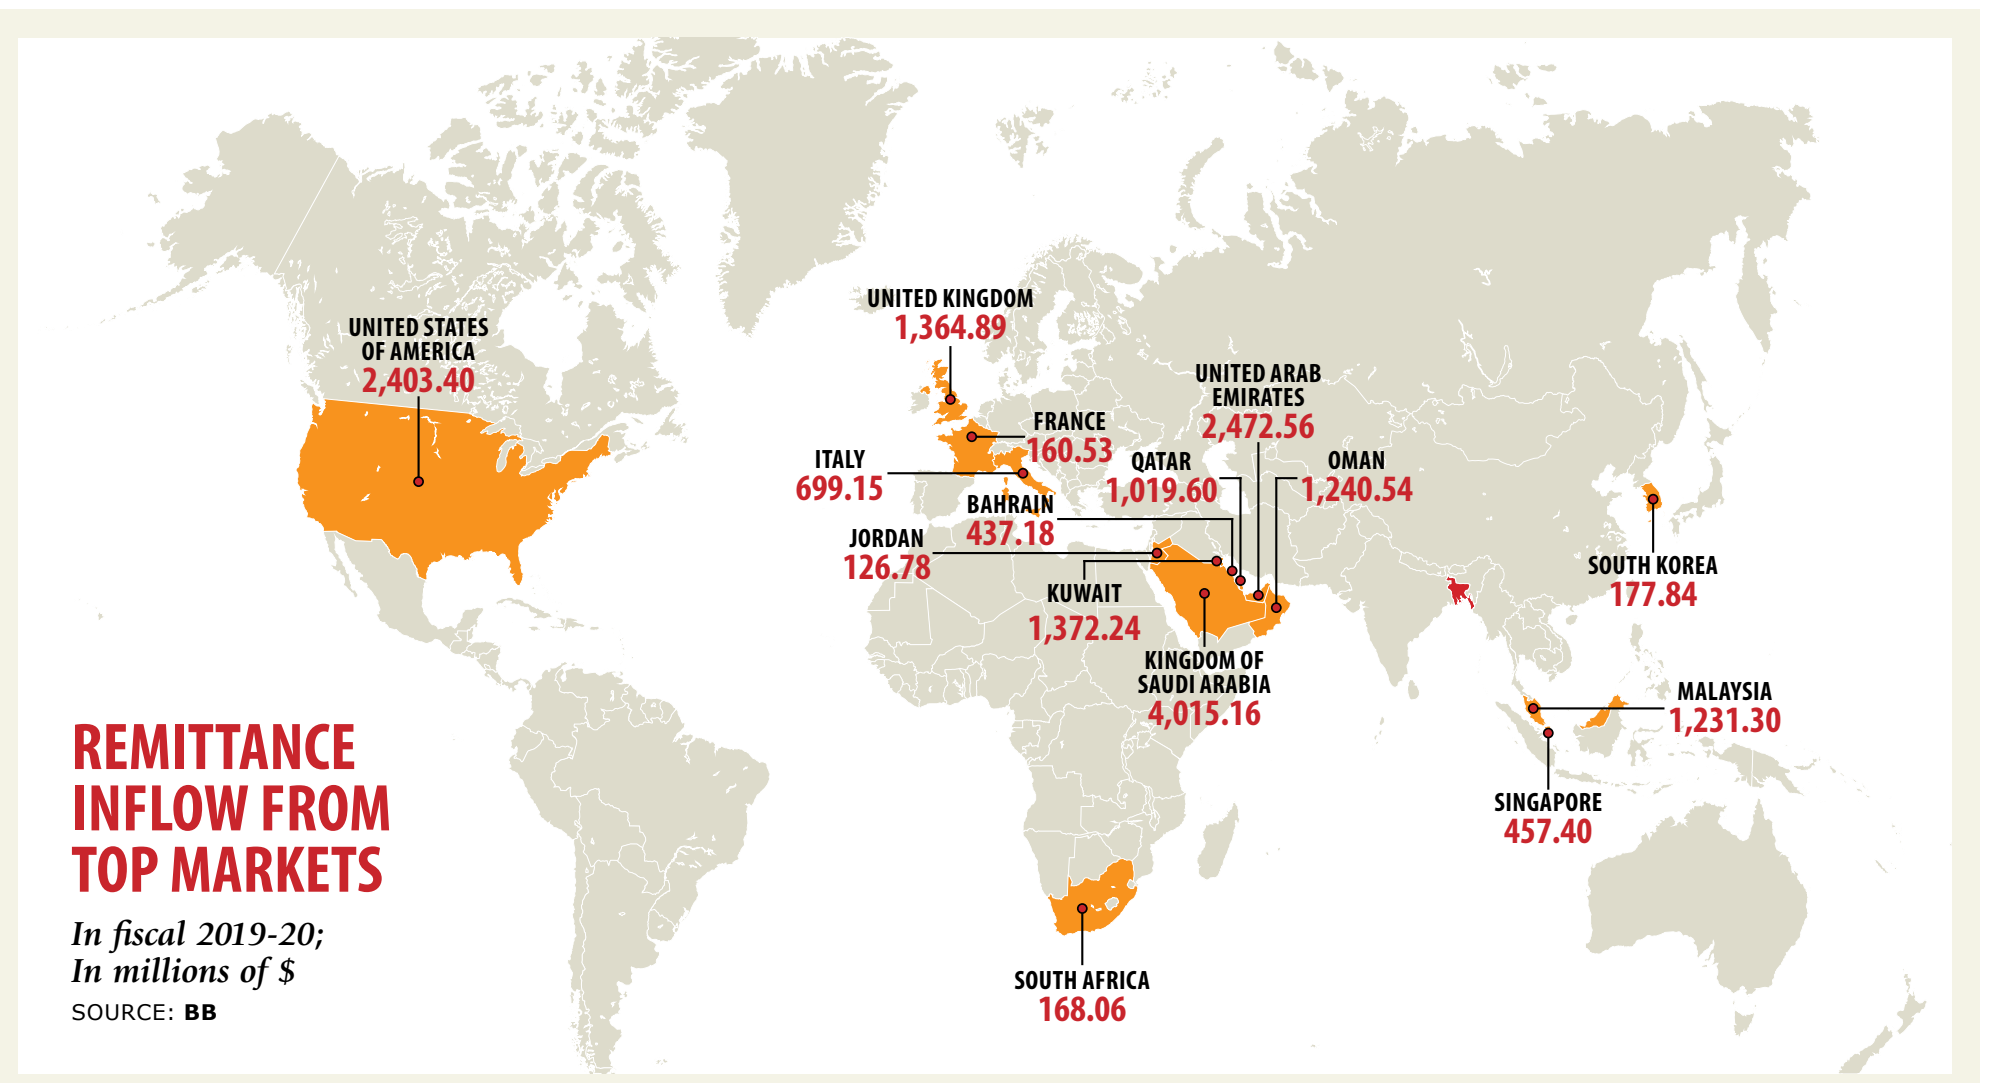 UNITED STATES
OF AMERICA
2,403.40
UNITED KINGDOM
1,364.89
FRANCE
160.53
ITALY
699.15
UNITED ARAB
EMIRATES
2,472.56
QATAR
1,019.60
OMAN
1,240.54
BAHRAIN
437.18
JORDAN
126.78
KUWAIT
1,372.24
KINGDOM OF
SAUDI ARABIA
4,015.16
SOUTH KOREA
177.84
MALAYSIA
1,231.30
SINGAPORE
457.40
SOUTH AFRICA
168.06
REMITTANCE
INFLOW FROM
TOP MARKETS
In fiscal 2019-20;
In millions of $
SOURCE: BB